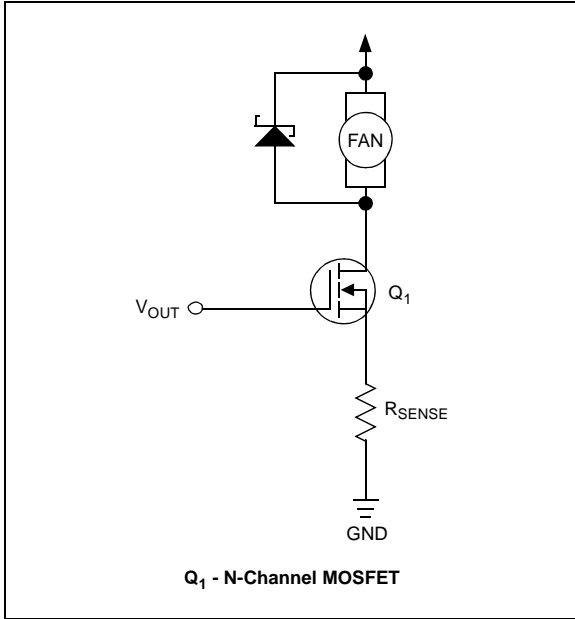 FAN
Q1
VOUT
RSENSE
GND
Q1 - N-Channel MOSFET